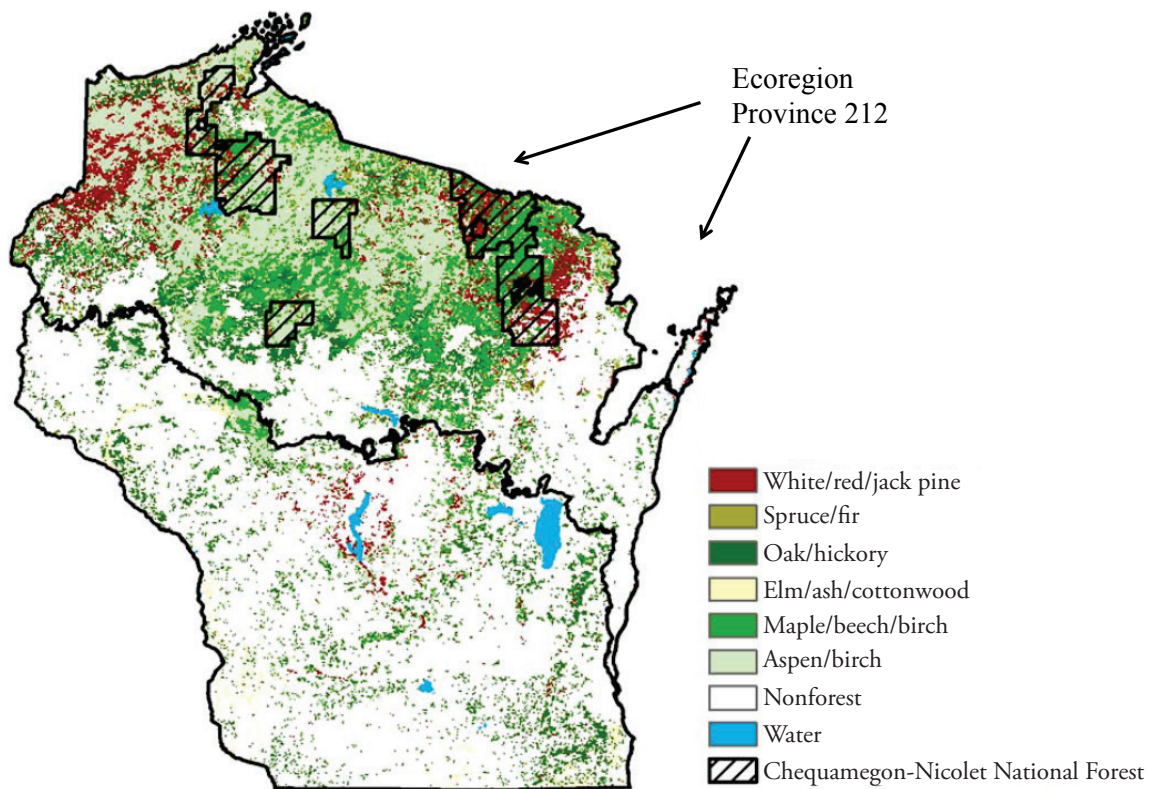 Ecoregion
Province 212
White/red/jack pine
Spruce/fir
Oak/hickory
Elm/ash/cottonwood
Maple/beech/birch
Aspen/birch
Nonforest
Water
Chequamegon-Nicolet National Forest